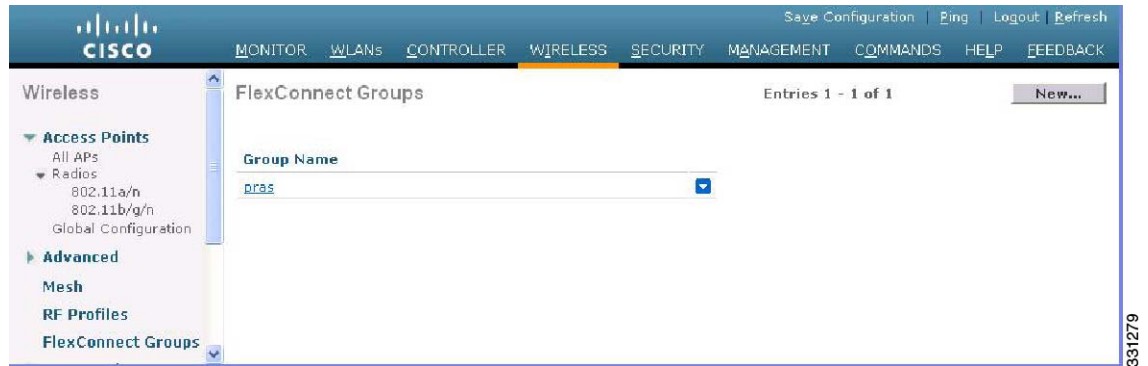 Save Configuration | Ping | Logout | Refresh
CISCO
MONITOR WLANs CONTROLLER WIRELESS SECURITY MANAGEMENT COMMANDS HELP FEEDBACK
Wireless
Access Points
All APs
Radios
802.11a/n
802.11b/g/n
Global Configuration
Advanced
Mesh
RF Profiles
FlexConnect Groups
FlexConnect Groups
Entries 1 - 1 of 1
New...
Group Name
pras
331279